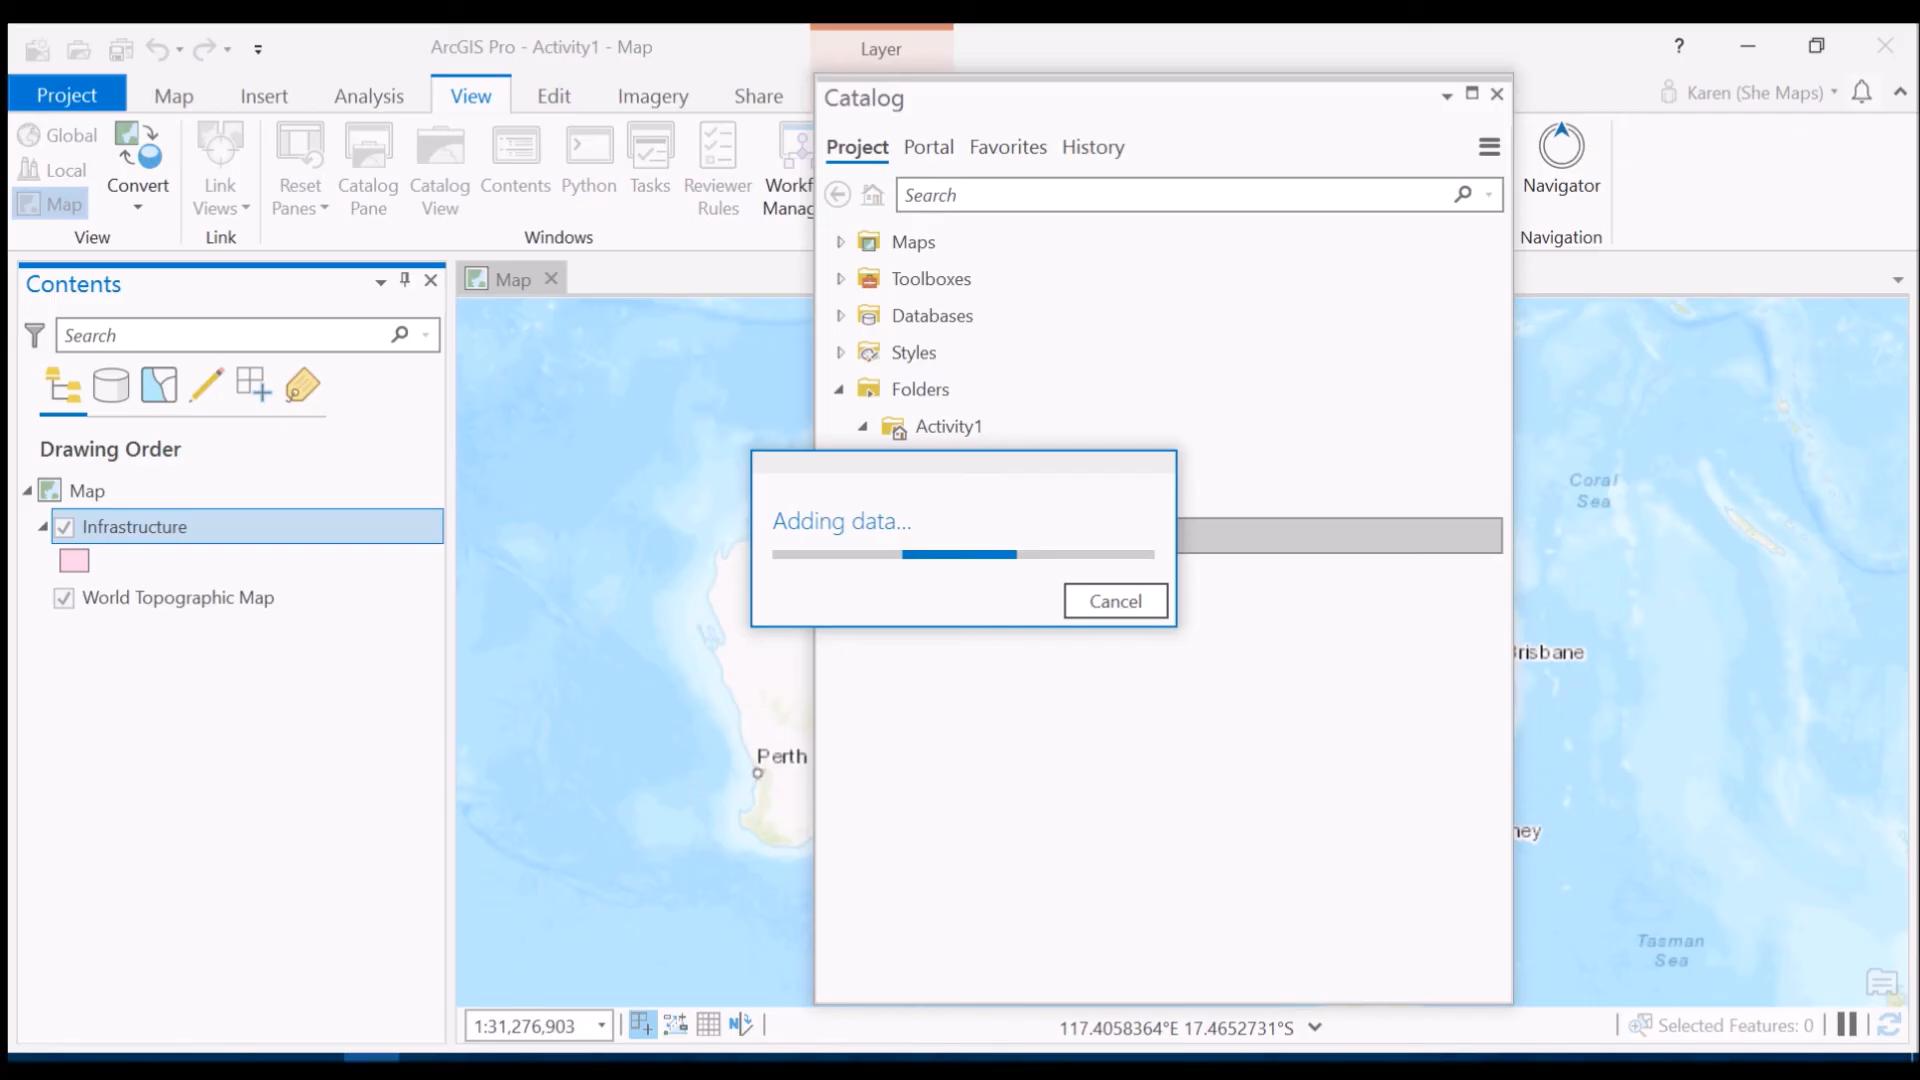 ArcGIS Pro - Activity1 - Map
Layer
?
Project
Map
Insert
Analysis
View
Edit
Imagery
Share
Karen (She Maps)
Global
Local
Map
Convert
Link
Views
Reset
Panes
Catalog
Pane
Catalog
View
Contents
Python
Tasks
Reviewer
Rules
Workf
Manag
Navigator
View
Link
Windows
Navigation
Catalog
Project
Portal
Favorites
History
Search
Maps
Toolboxes
Databases
Styles
Folders
Activity1
Contents
Search
Drawing Order
Map
Infrastructure
World Topographic Map
Map
Adding data...
Cancel
Perth
Coral
Sea
risbane
ney
Tasman
Sea
1:31,276,903
117.4058364°E 17.4652731°S
Selected Features: 0